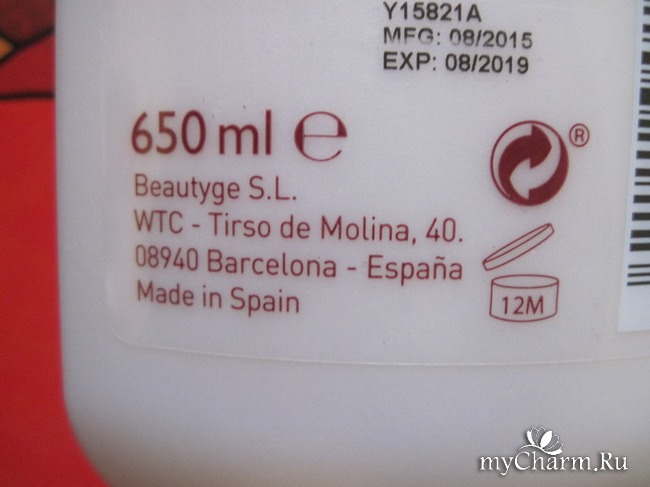 Y15821A
MFG: 08/2015
EXP: 08/2019
650 ml e
®
Beautyge S.L.
WTC - Tirso de Molina, 40.
08940 Barcelona - España
Made in Spain
12M
myCharm.Ru